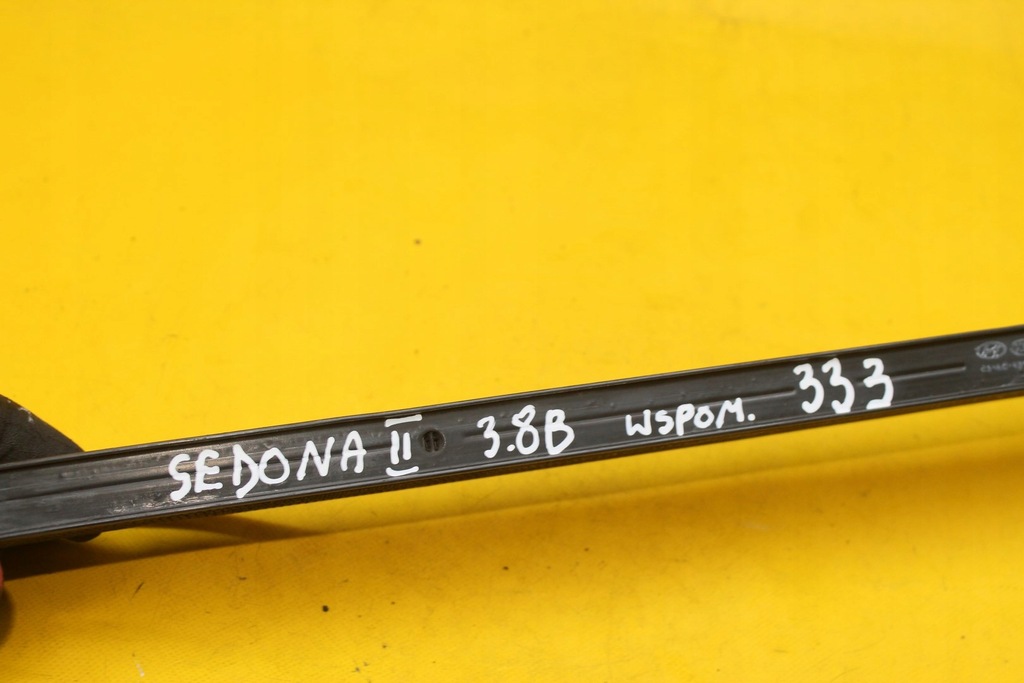 SEDONA II 3.8B WSPOM. 333